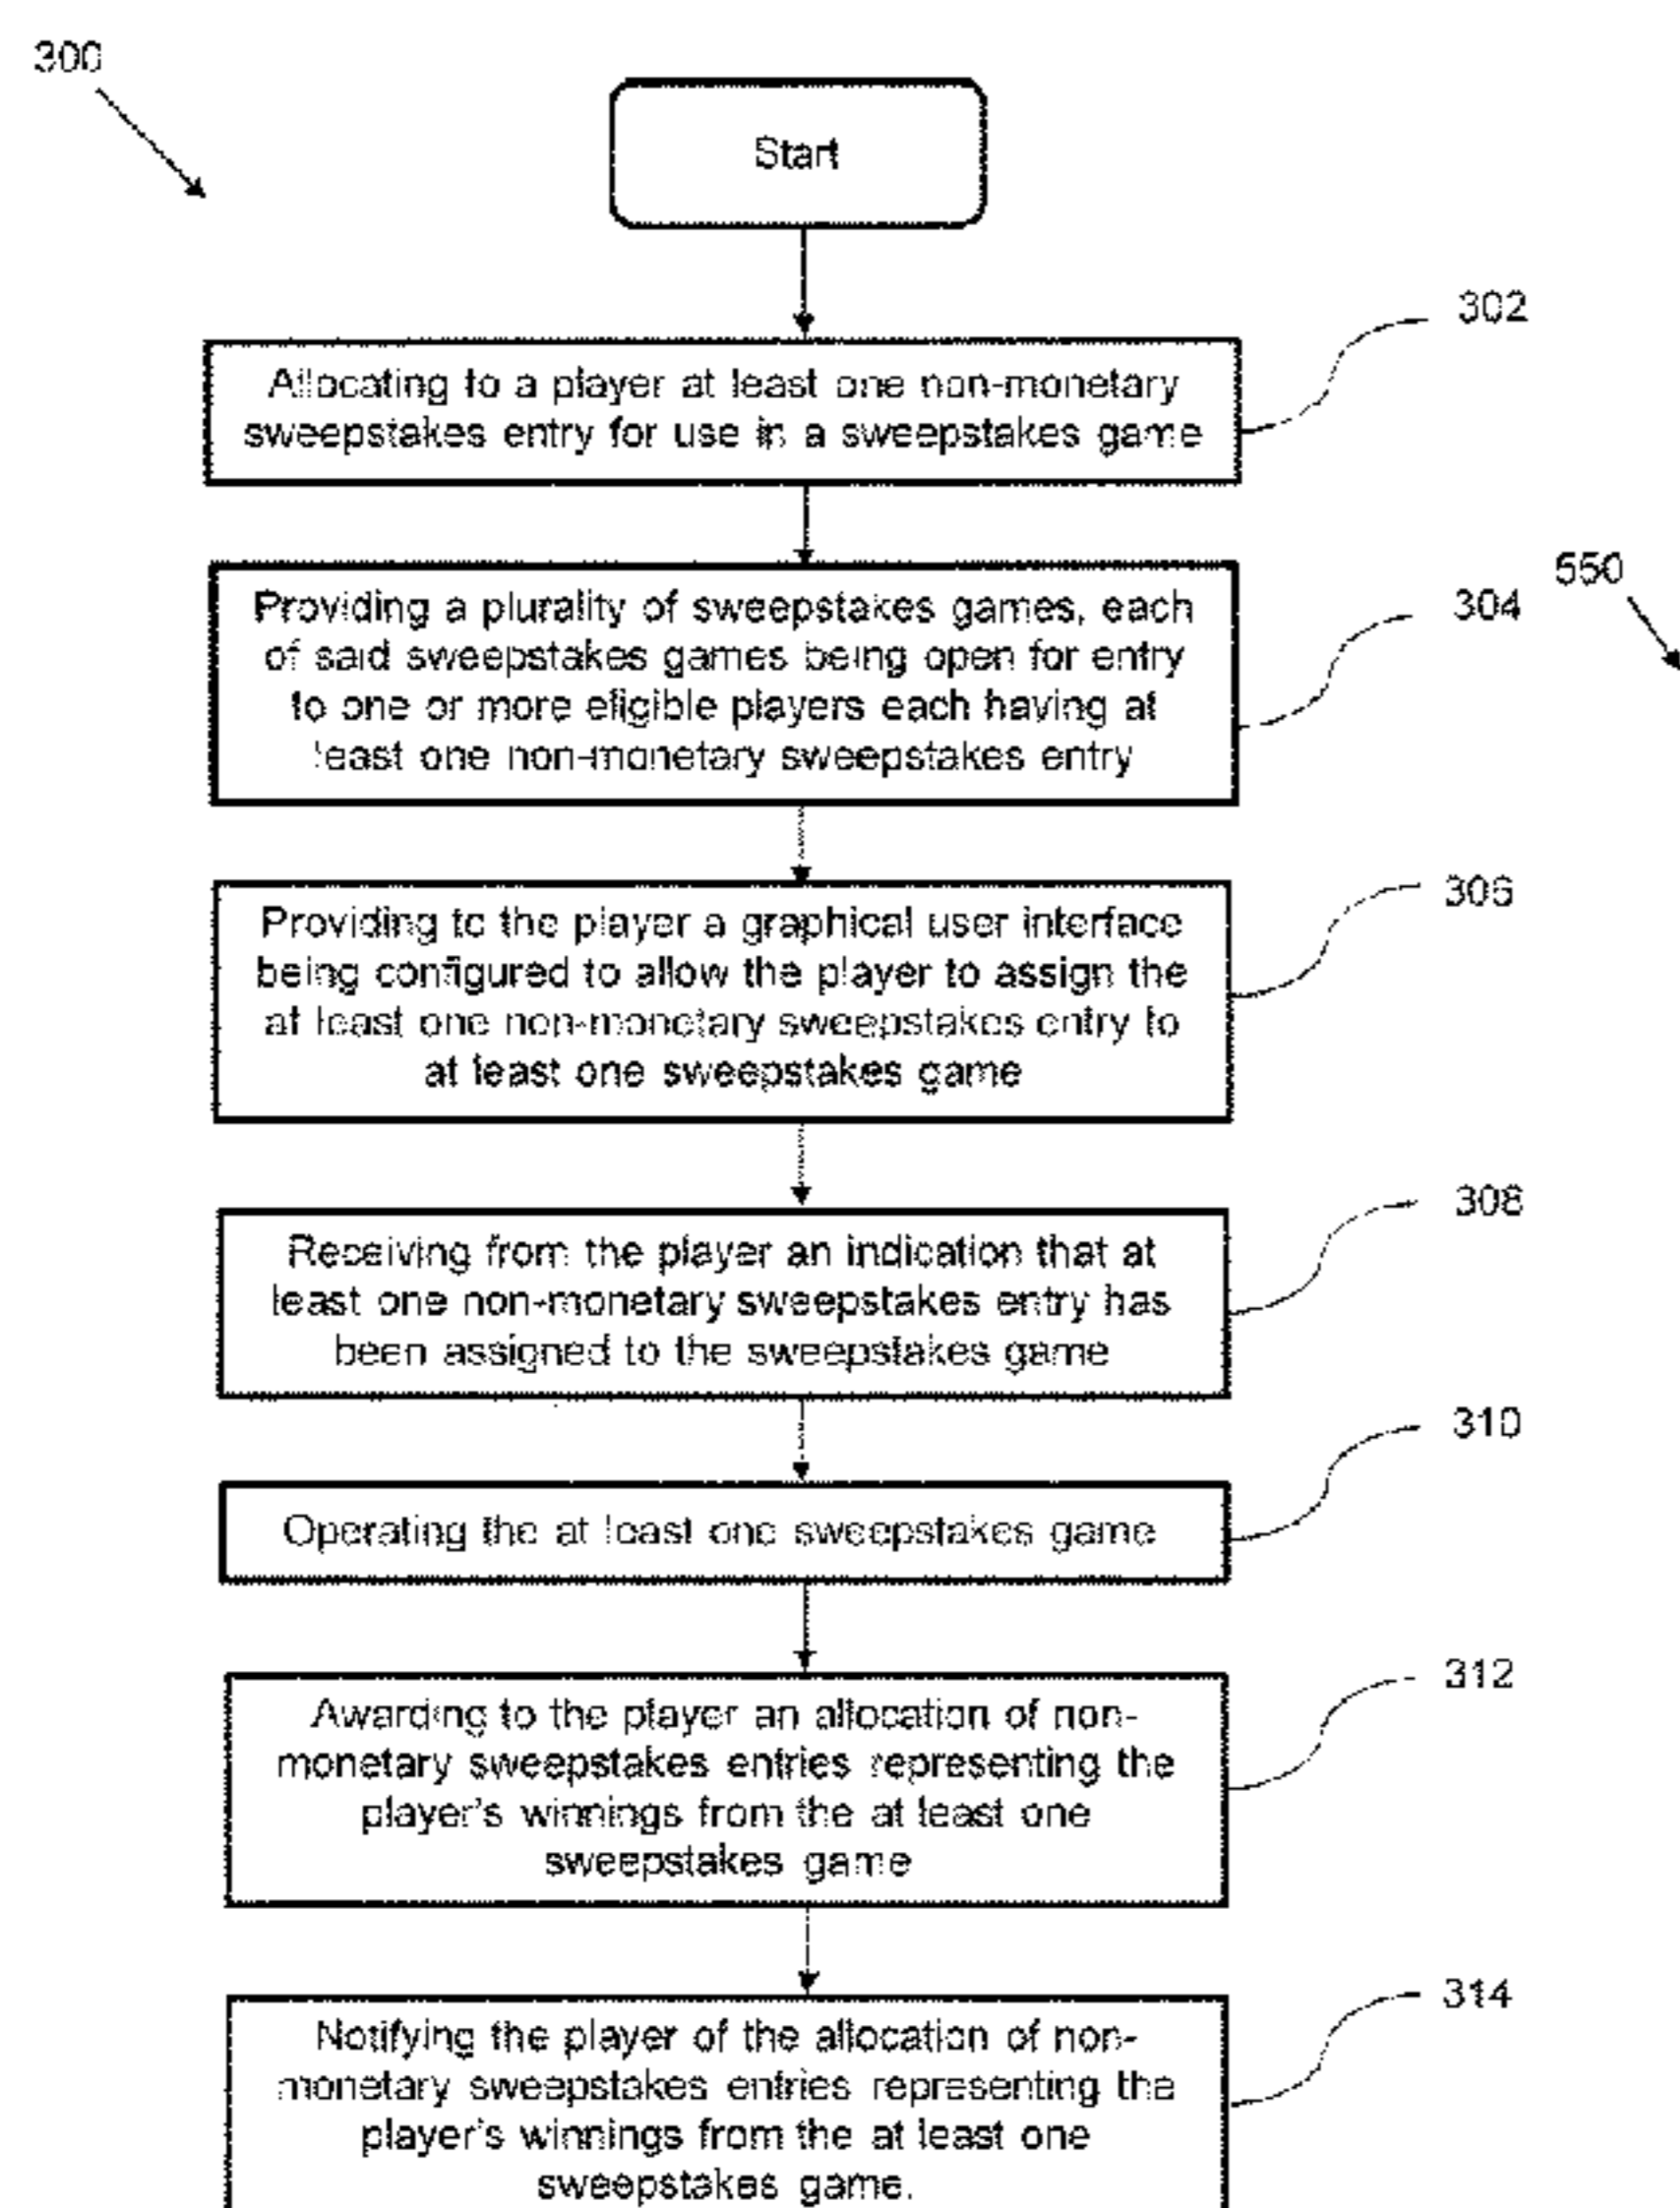 300
Start
302
Allocating to a player at least one non-monetary
sweepstakes entry for use in a sweepstakes game
304
550
Providing a plurality of sweepstakes games, each
of said sweepstakes games being open for entry
to one or more eligible players each having at
least one non-monetary sweepstakes entry
306
Providing to the player a graphical user interface
being configured to allow the player to assign the
at least one non-monetary sweepstakes entry to
at least one sweepstakes game
308
Receiving from the player an indication that at
least one non-monetary sweepstakes entry has
been assigned to the sweepstakes game
310
Operating the at least one sweepstakes game
312
Awarding to the player an allocation of non-
monetary sweepstakes entries representing the
player's winnings from the at least one
sweepstakes game
314
Notifying the player of the allocation of non-
monetary sweepstakes entries representing the
player's winnings from the at least one
sweepstakes game.